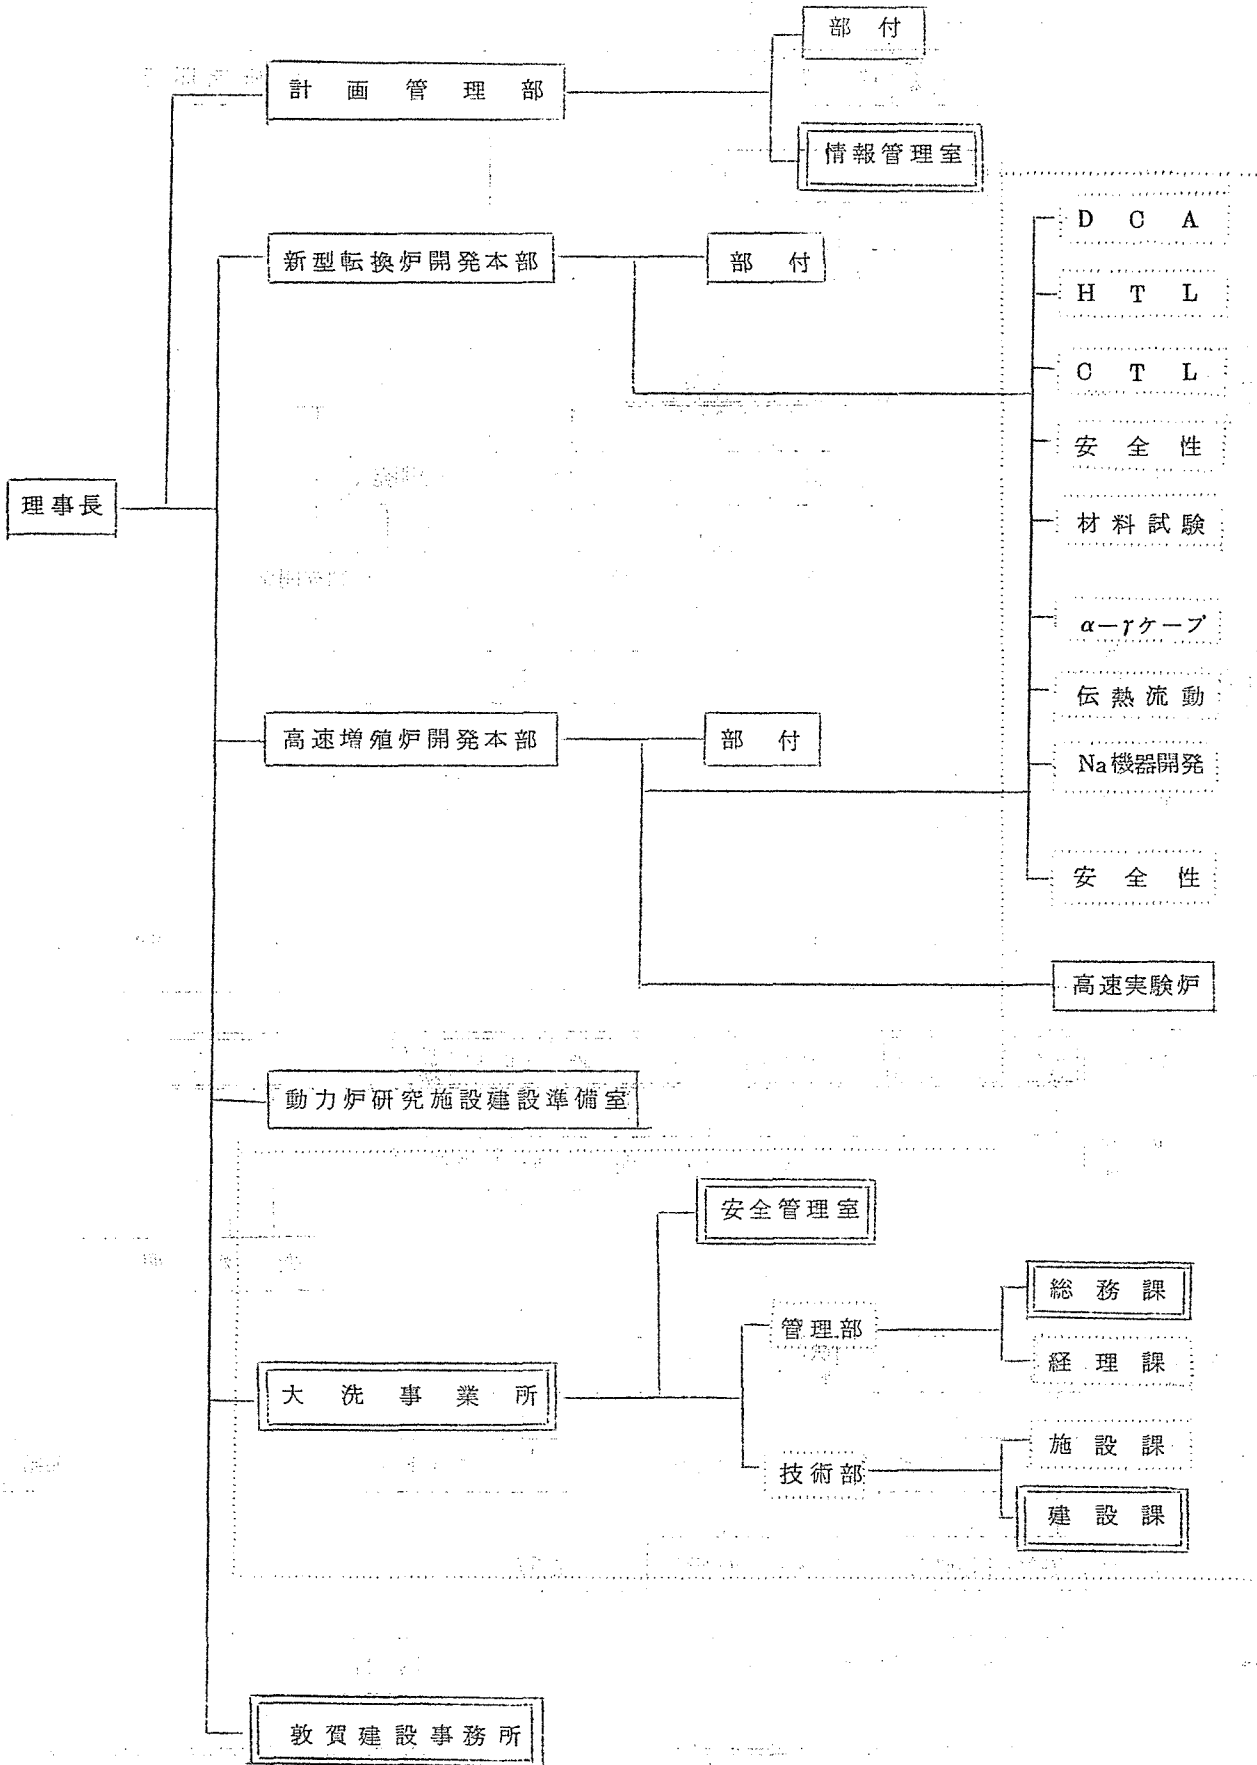 部 付
計 画 管 理 部
情報管理室
D C A
新型転換炉開発本部
部 付
H T L
C T L
安 全 性
理事長
材料試験
α-γケーブ
伝熱流動
高速増殖炉開発本部
部 付
Na機器開発
安 全 性
高速実験炉
動力炉研究施設建設準備室
安全管理室
総 務 課
管理部
経 理 課
大 洗 事 業 所
施 設 課
技術部
建 設 課
敦賀建設事務所